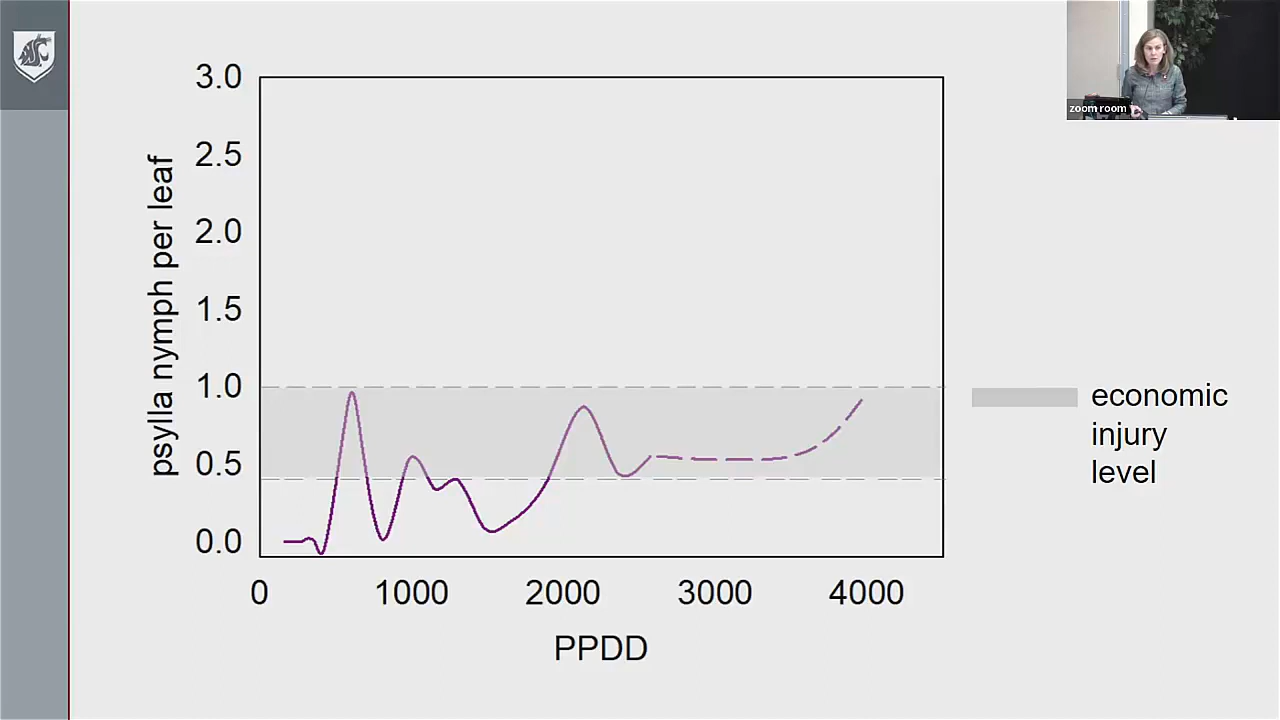 3.0
2.5
2.0
1.5
1.0
0.5
0.0
psylla nymph per leaf
0 1000 2000 3000 4000
PPDD
economic
injury
level
zoom room